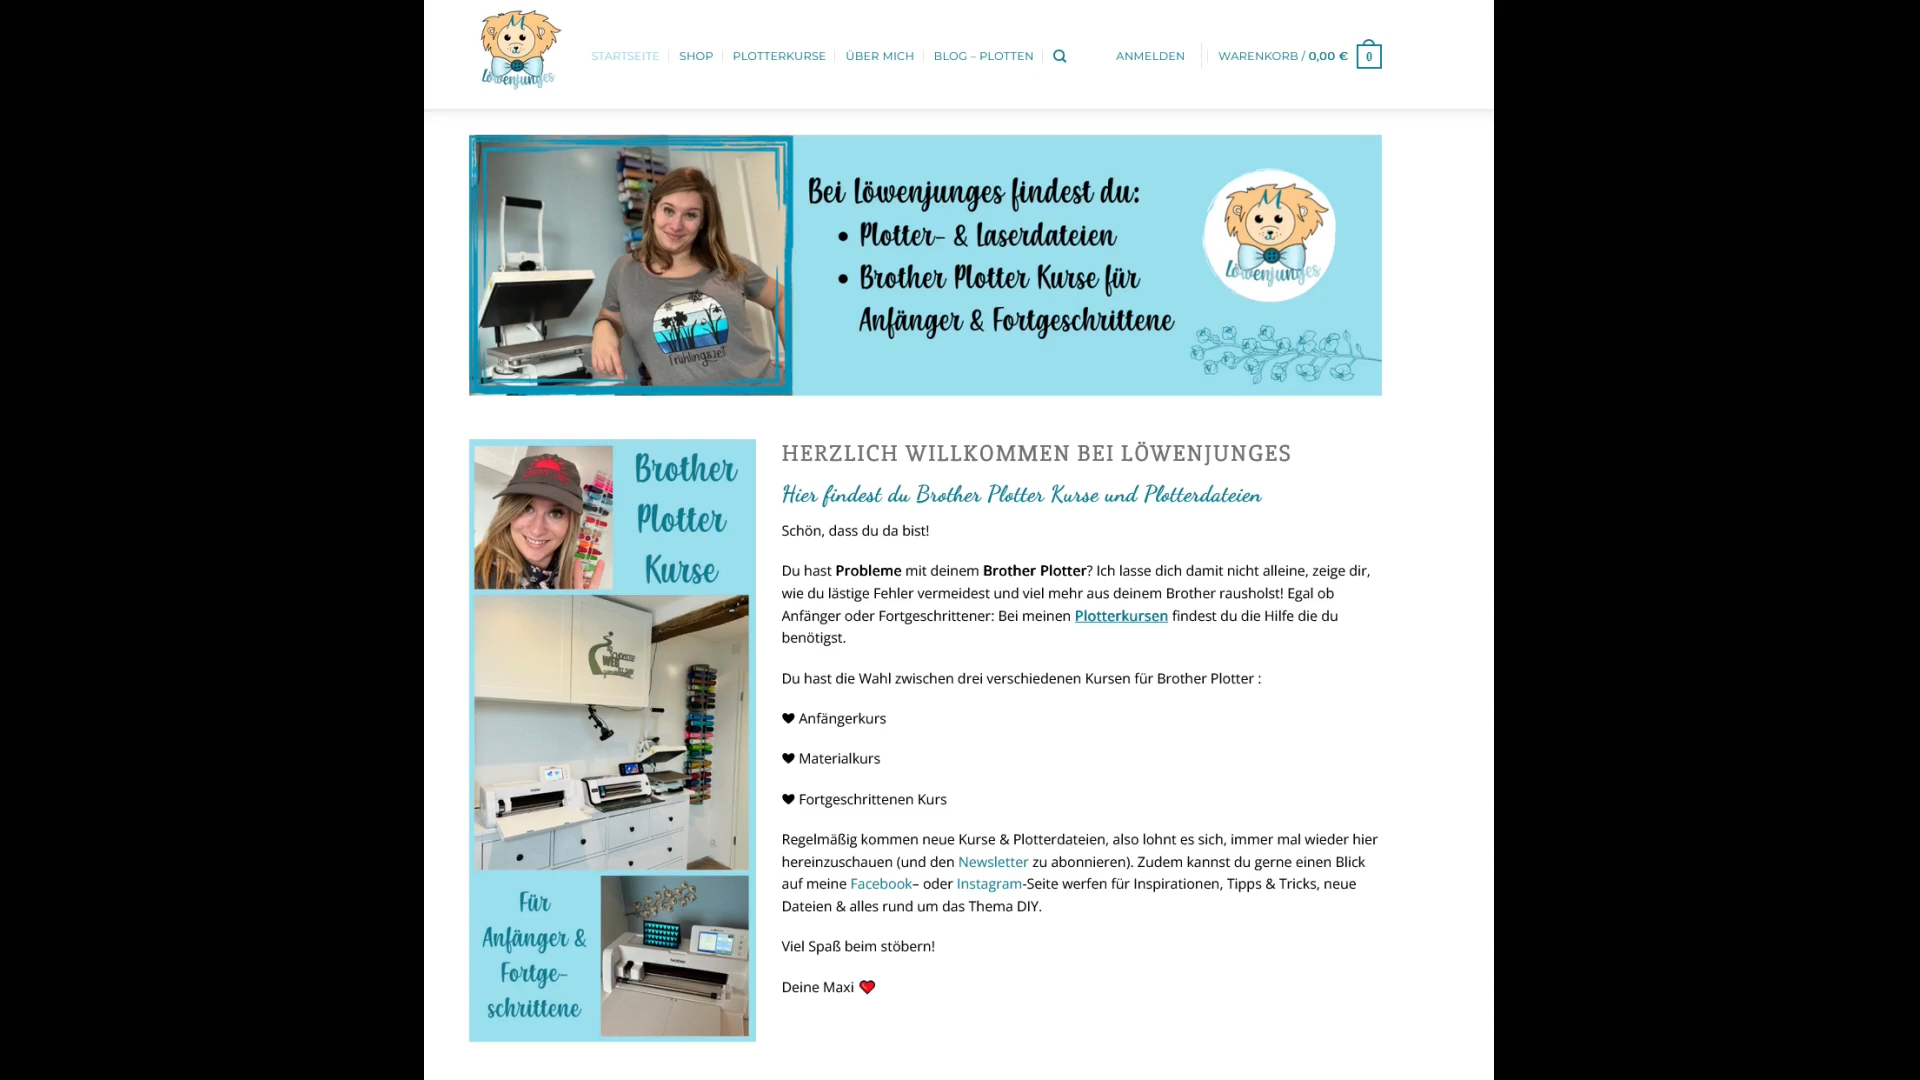 M
Löwenjunges
STARTSEITE
SHOP
PLOTTERKURSE
ÜBER MICH
BLOG – PLOTTEN
ANMELDEN
WARENKORB / 0,00 €
0
Bei Löwenjunges findest du:
• Plotter- & Laserdateien
• Brother Plotter Kurse für
Anfänger & Fortgeschrittene
Frühlingszeit
M
Löwenjunges
Brother
Plotter
Kurse
Für
Anfänger &
Fortge-
schrittene
brother
HERZLICH WILLKOMMEN BEI LÖWENJUNGES
Hier findest du Brother Plotter Kurse und Plotterdateien
Schön, dass du da bist!
Du hast Probleme mit deinem Brother Plotter? Ich lasse dich damit nicht alleine, zeige dir,
wie du lästige Fehler vermeidest und viel mehr aus deinem Brother rausholst! Egal ob
Anfänger oder Fortgeschrittener: Bei meinen Plotterkursen findest du die Hilfe die du
benötigst.
Du hast die Wahl zwischen drei verschiedenen Kursen für Brother Plotter :
♥ Anfängerkurs
♥ Materialkurs
♥ Fortgeschrittenen Kurs
Regelmäßig kommen neue Kurse & Plotterdateien, also lohnt es sich, immer mal wieder hier
hereinzuschauen (und den Newsletter zu abonnieren). Zudem kannst du gerne einen Blick
auf meine Facebook– oder Instagram-Seite werfen für Inspirationen, Tipps & Tricks, neue
Dateien & alles rund um das Thema DIY.
Viel Spaß beim stöbern!
Deine Maxi ❤